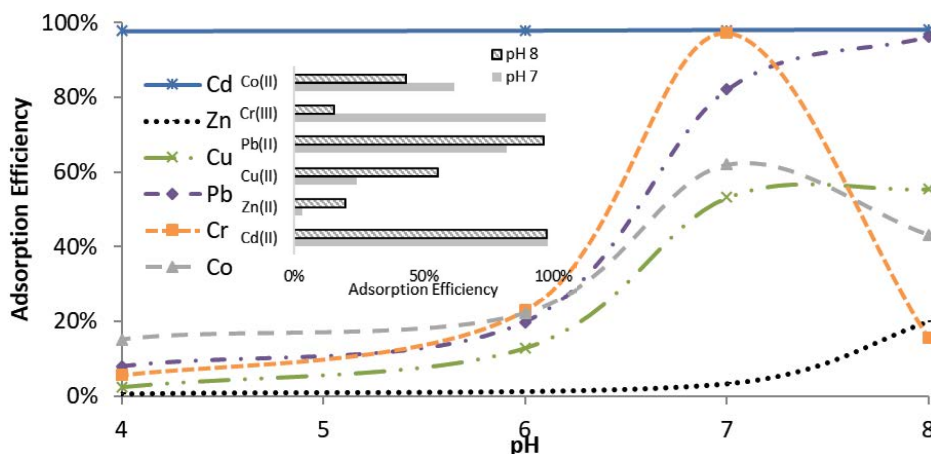 100%
80%
60%
40%
20%
0%
Adsorption Efficiency
Cd
Zn
Cu
Pb
Cr
Co
pH 8
pH 7
Co(II)
Cr(III)
Pb(II)
Cu(II)
Zn(II)
Cd(II)
0%
50%
100%
Adsorption Efficiency
4
5
6
7
8
pH